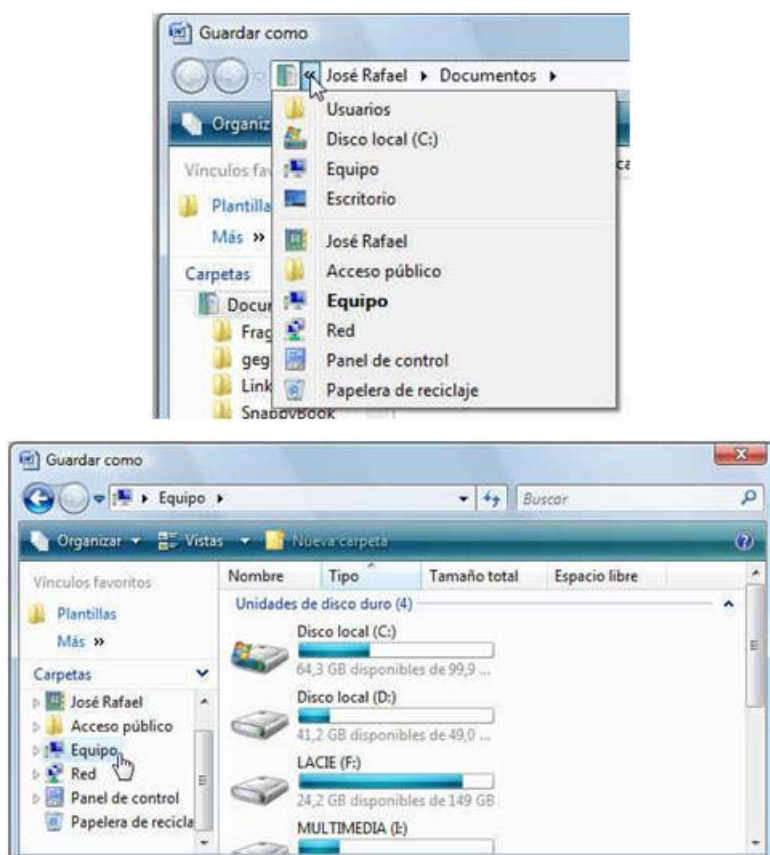 Guardar como
« José Rafael ▸ Documentos ▸
Usuarios
Disco local (C:)
Equipo
Escritorio
José Rafael
Acceso público
Equipo
Red
Panel de control
Papelera de reciclaje
Organiz
Vínculos fav
Plantilla
Más »
Carpetas
Docu
Frag
geg
Link
SnappyBook
ca
Guardar como
Equipo ▸
Buscar
Organizar Vistas Nueva carpeta
Vínculos favoritos
Plantillas
Más »
Carpetas
José Rafael
Acceso público
Equipo
Red
Panel de control
Papelera de recicla
Nombre Tipo Tamaño total Espacio libre
Unidades de disco duro (4)
Disco local (C:)
64,3 GB disponibles de 99,9 ...
Disco local (D:)
41,2 GB disponibles de 49,0 ...
LACIE (F:)
24,2 GB disponibles de 149 GB
MULTIMEDIA (I:)